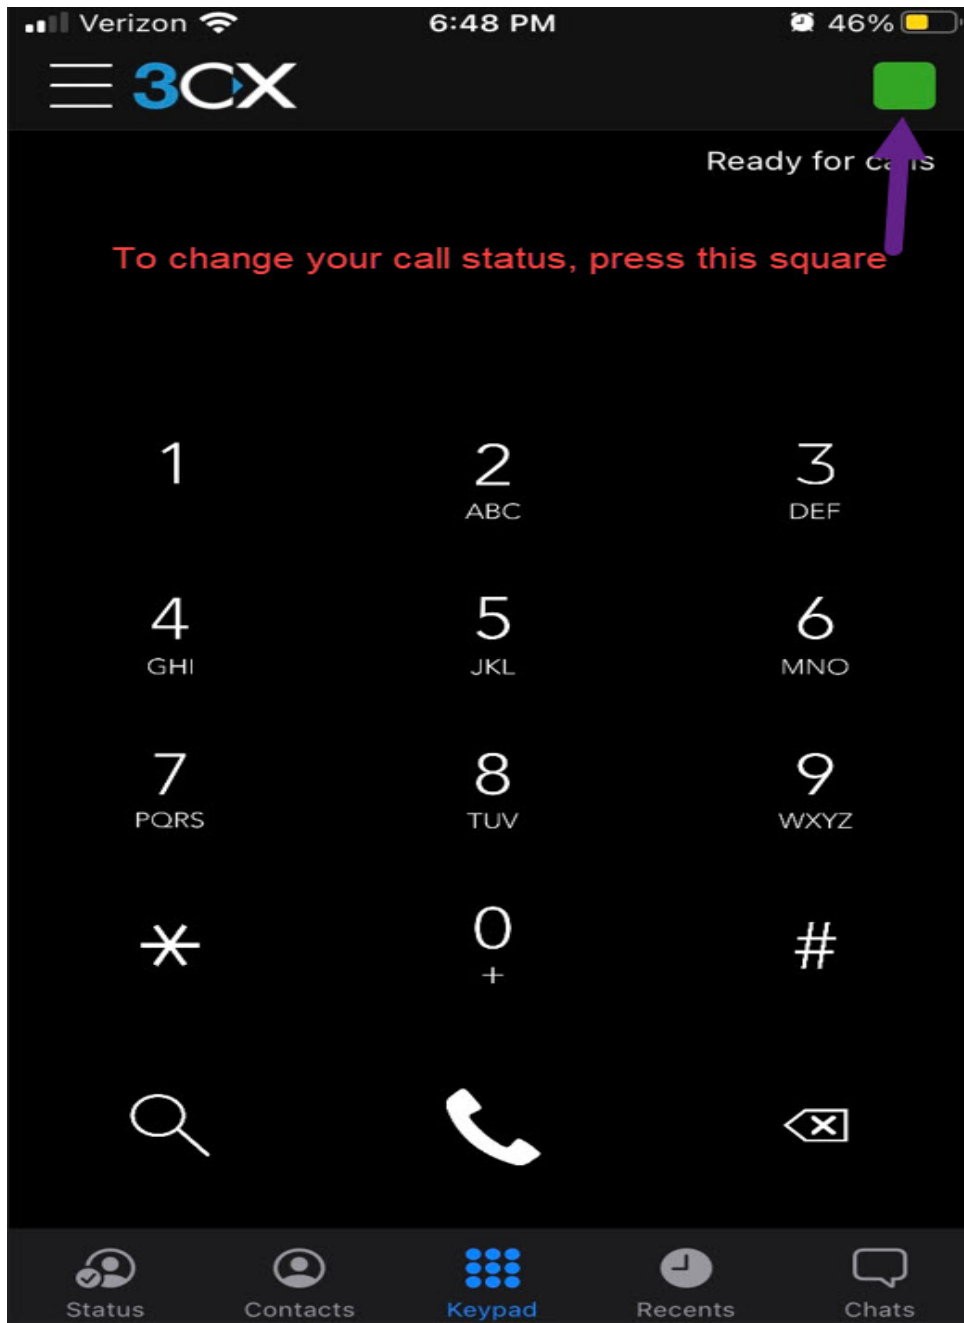 Verizon 6:48 PM 46%
3CX
Ready for calls
To change your call status, press this square
1 2 3
ABC DEF
4 5 6
GHI JKL MNO
7 8 9
PQRS TUV WXYZ
* 0 #
+
Status Contacts Keypad Recents Chats